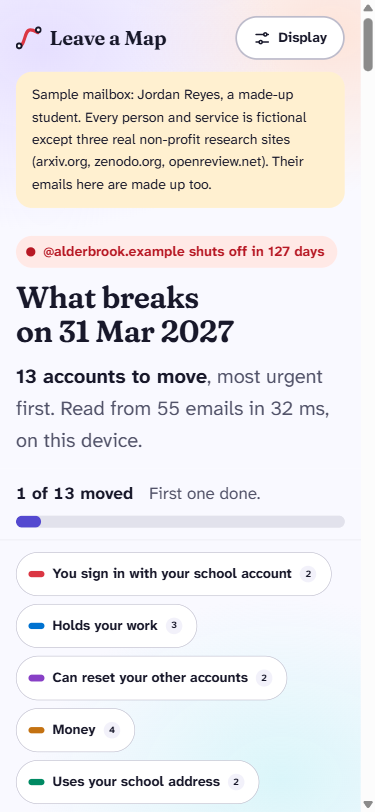 Leave a Map
Display
Sample mailbox: Jordan Reyes, a made-up
student. Every person and service is fictional
except three real non-profit research sites
(arxiv.org, zenodo.org, openreview.net). Their
emails here are made up too.
@alderbrook.example shuts off in 127 days
What breaks
on 31 Mar 2027
13 accounts to move, most urgent
first. Read from 55 emails in 32 ms,
on this device.
1 of 13 moved First one done.
You sign in with your school account 2
Holds your work 3
Can reset your other accounts 2
Money 4
Uses your school address 2